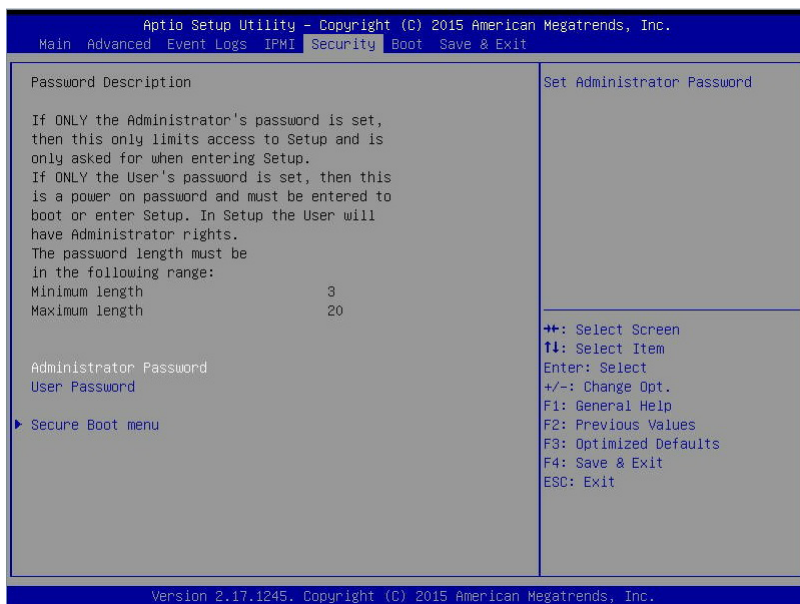 Aptio Setup Utility – Copyright (C) 2015 American Megatrends, Inc.
Main Advanced Event Logs IPMI Security Boot Save & Exit
Password Description
If ONLY the Administrator's password is set,
then this only limits access to Setup and is
only asked for when entering Setup.
If ONLY the User's password is set, then this
is a power on password and must be entered to
boot or enter Setup. In Setup the User will
have Administrator rights.
The password length must be
in the following range:
Minimum length 3
Maximum length 20
Administrator Password
User Password
Secure Boot menu
Set Administrator Password
→←: Select Screen
↑↓: Select Item
Enter: Select
+/-: Change Opt.
F1: General Help
F2: Previous Values
F3: Optimized Defaults
F4: Save & Exit
ESC: Exit
Version 2.17.1245. Copyright (C) 2015 American Megatrends, Inc.